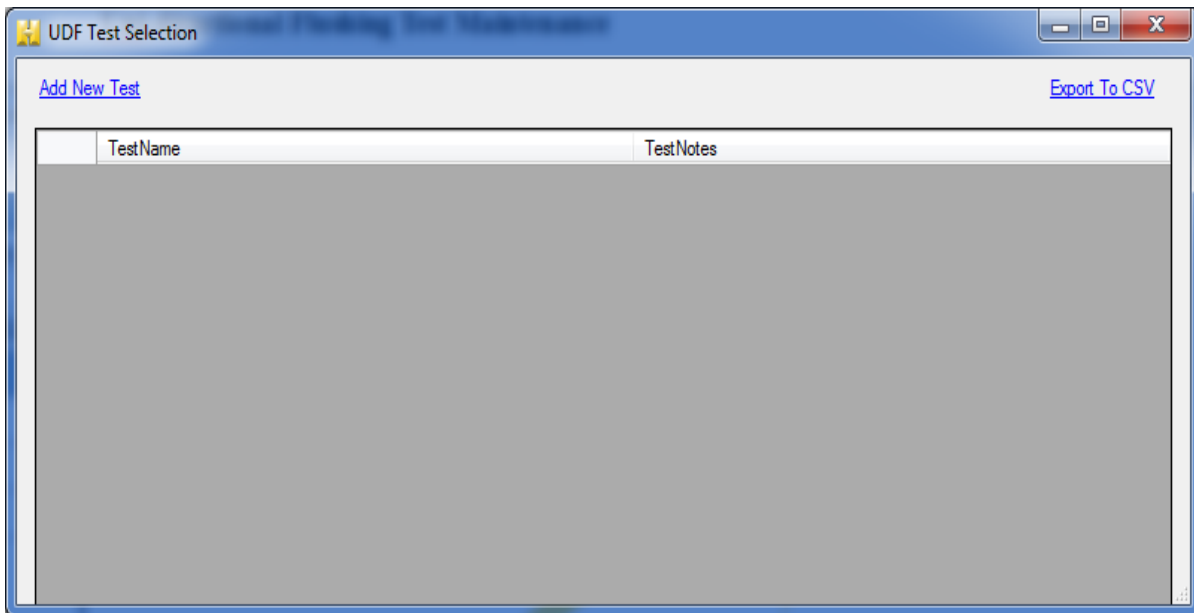 UDF Test Selection
Add New Test
Export To CSV
TestName
TestNotes